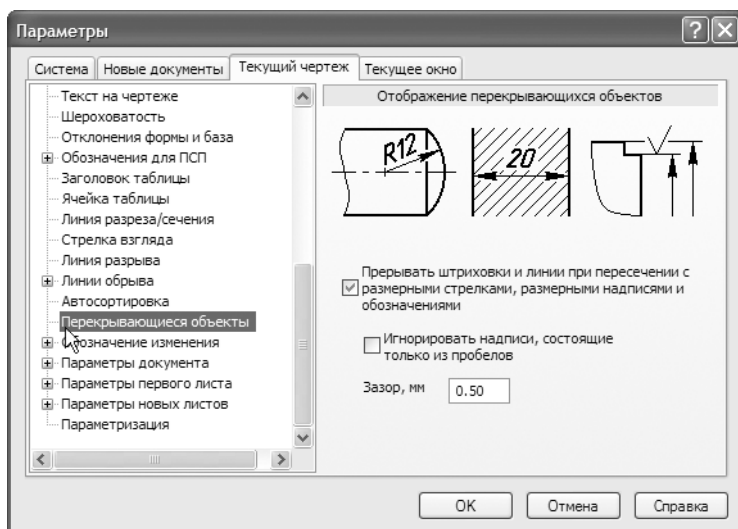 Параметры
Система
Новые документы
Текущий чертеж
Текущее окно
Текст на чертеже
Шероховатость
Отклонения формы и база
Обозначения для ПСП
Заголовок таблицы
Ячейка таблицы
Линия разреза/сечения
Стрелка взгляда
Линия разрыва
Линии обрыва
Автосортировка
Перекрывающиеся объекты
Обозначение изменения
Параметры документа
Параметры первого листа
Параметры новых листов
Параметризация
Отображение перекрывающихся объектов
R12
20
Прерывать штриховки и линии при пересечении с
размерными стрелками, размерными надписями и
обозначениями
Игнорировать надписи, состоящие
только из пробелов
Зазор, мм
0.50
OK
Отмена
Справка